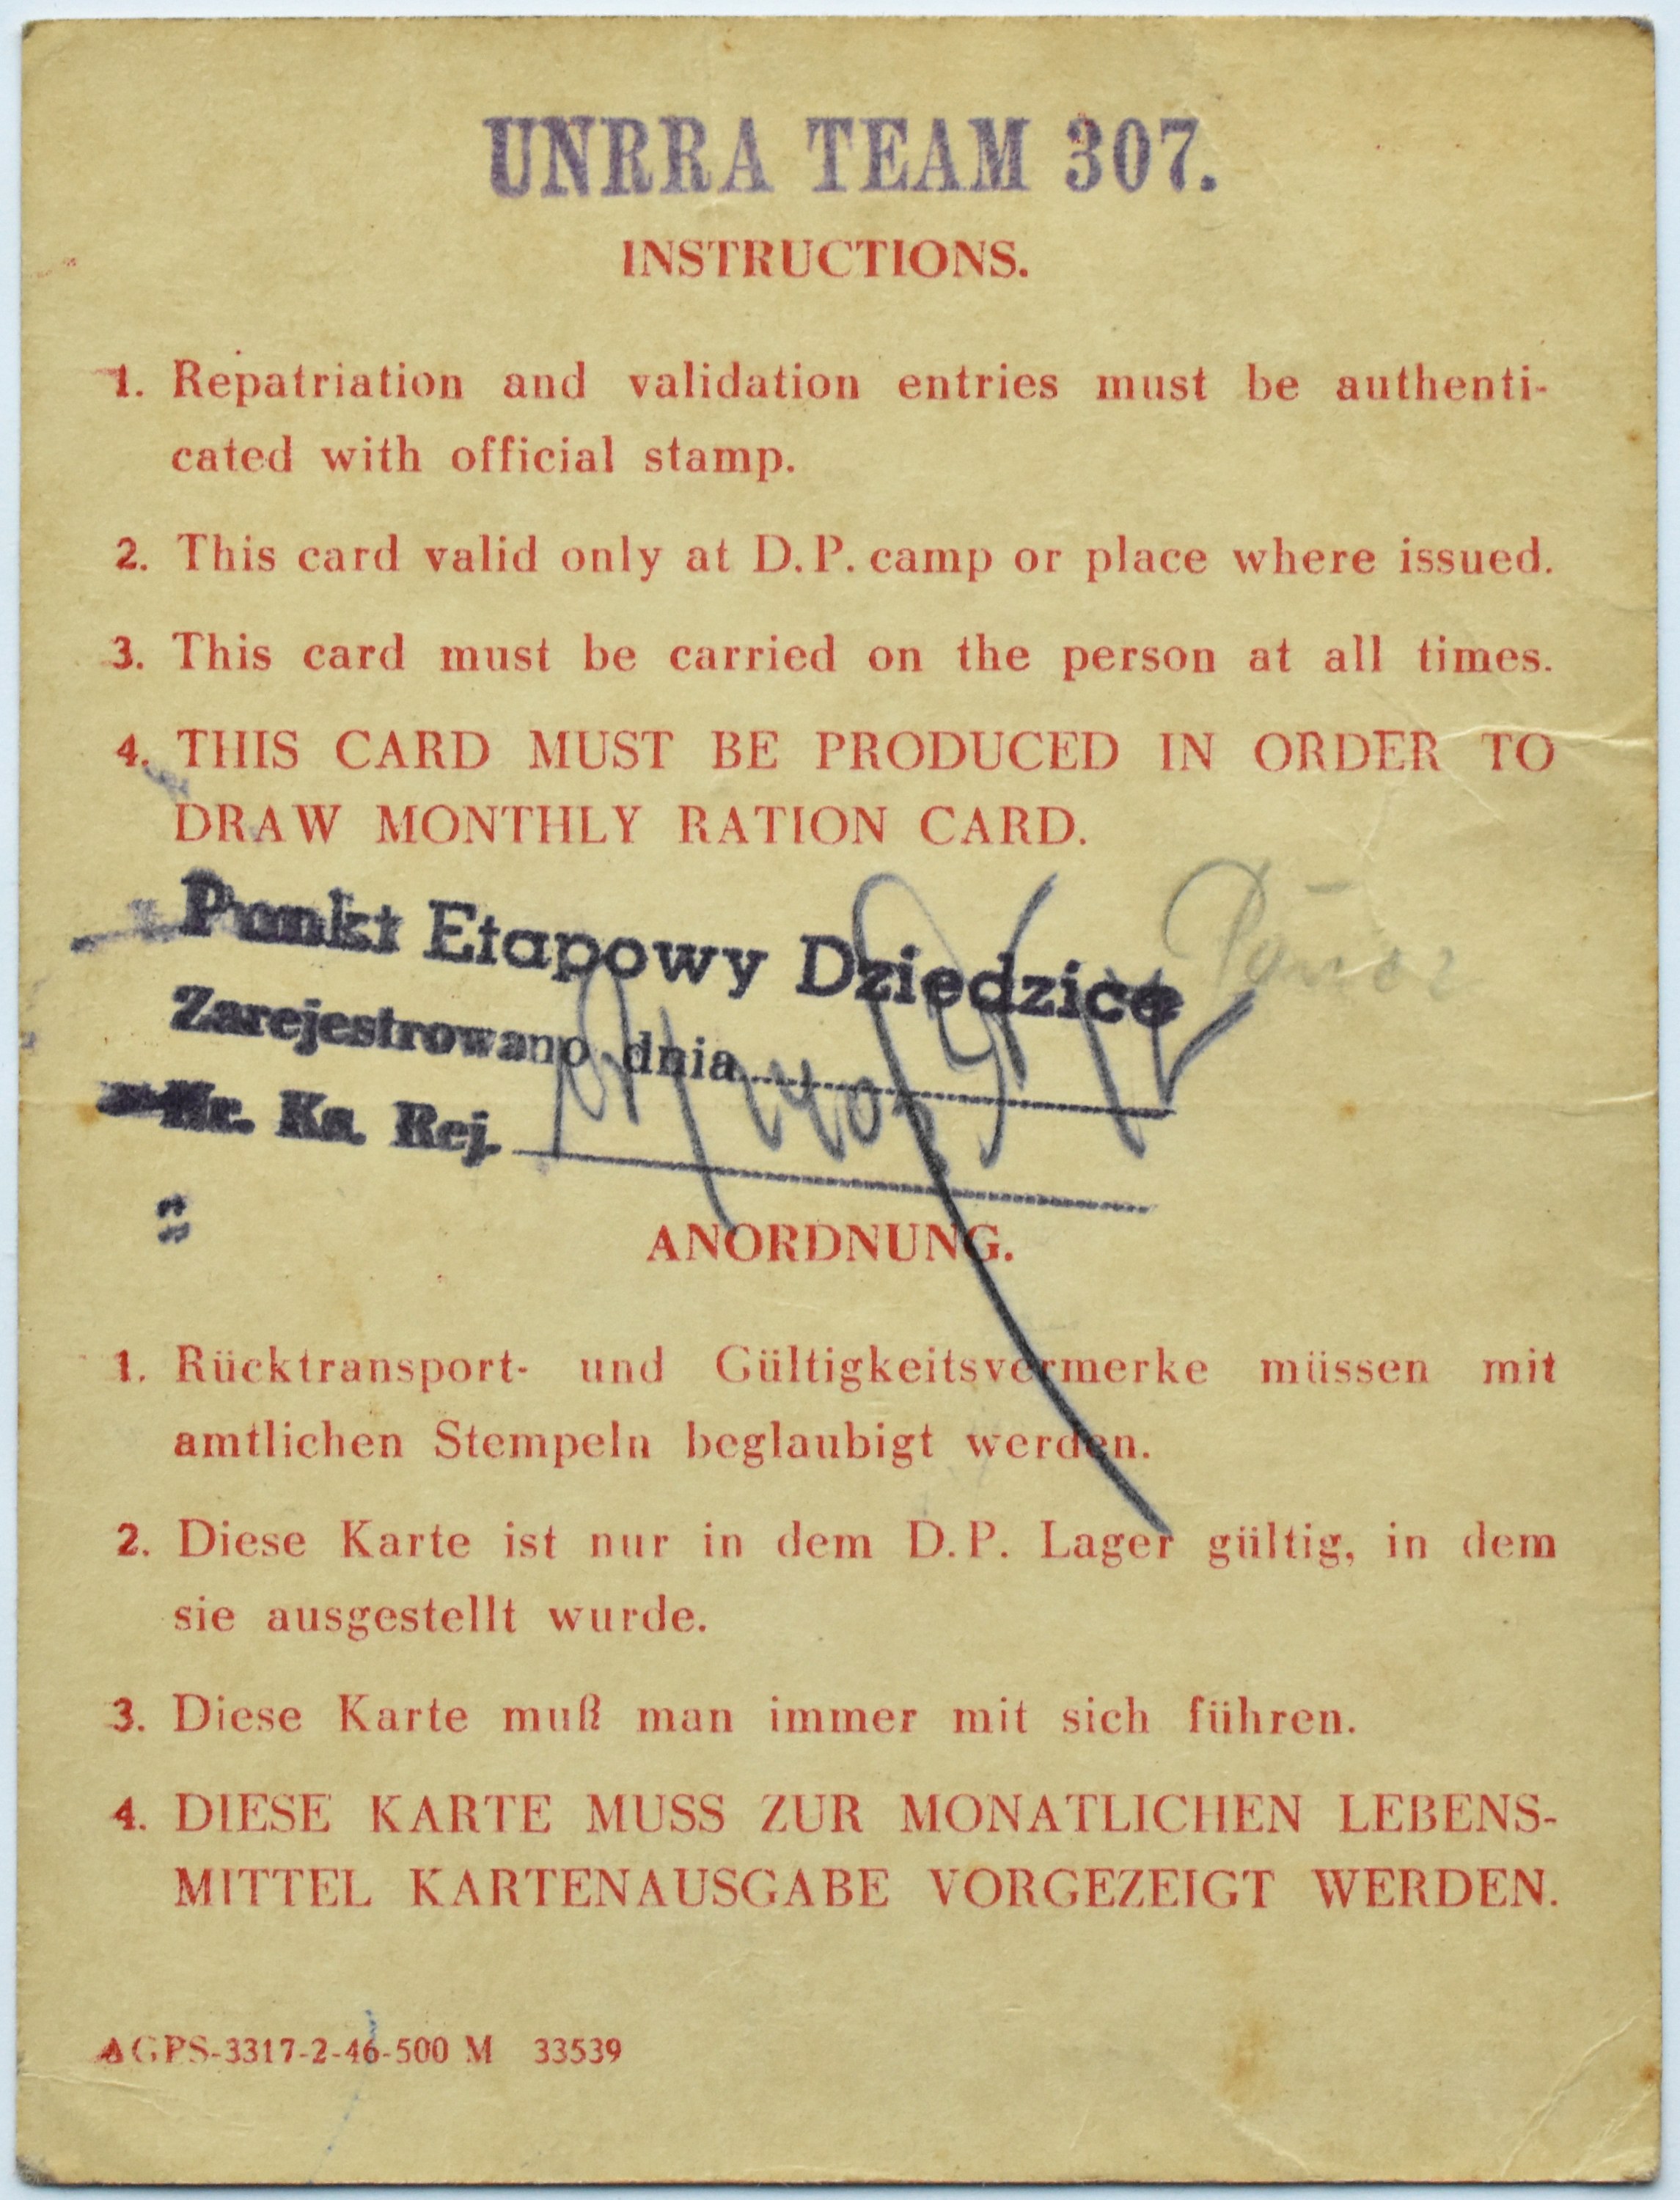 UNRRA TEAM 307.
INSTRUCTIONS.
1. Repatriation and validation entries must be authenti-
cated with official stamp.
2. This card valid only at D.P. camp or place where issued.
3. This card must be carried on the person at all times.
4. THIS CARD MUST BE PRODUCED IN ORDER TO
DRAW MONTHLY RATION CARD.
Punkt Etapowy Dziedzice
Zarejestrowano dnia
Nr. Ks. Rej.
ANORDNUNG.
1. Rücktransport- und Gültigkeitsvermerke müssen mit
amtlichen Stempeln beglaubigt werden.
2. Diese Karte ist nur in dem D.P. Lager gültig, in dem
sie ausgestellt wurde.
3. Diese Karte muß man immer mit sich führen.
4. DIESE KARTE MUSS ZUR MONATLICHEN LEBENS-
MITTEL KARTENAUSGABE VORGEZEIGT WERDEN.
AGPS-3317-2-46-500 M 33539